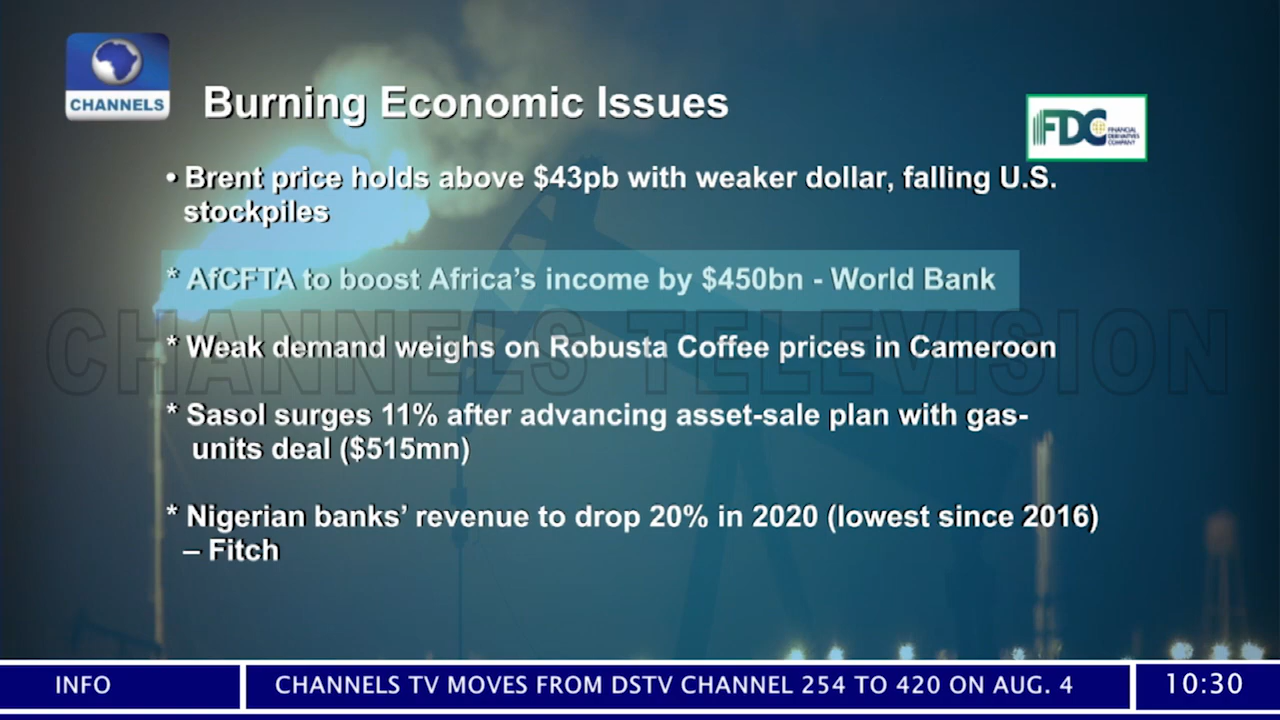 CHANNELS
Burning Economic Issues
FDC
FINANCIAL
DERIVATIVES
COMPANY
• Brent price holds above $43pb with weaker dollar, falling U.S.
stockpiles
* AfCFTA to boost Africa's income by $450bn - World Bank
CHANNELS TELEVISION
* Weak demand weighs on Robusta Coffee prices in Cameroon
* Sasol surges 11% after advancing asset-sale plan with gas-
units deal ($515mn)
* Nigerian banks' revenue to drop 20% in 2020 (lowest since 2016)
– Fitch
INFO
CHANNELS TV MOVES FROM DSTV CHANNEL 254 TO 420 ON AUG. 4
10:30